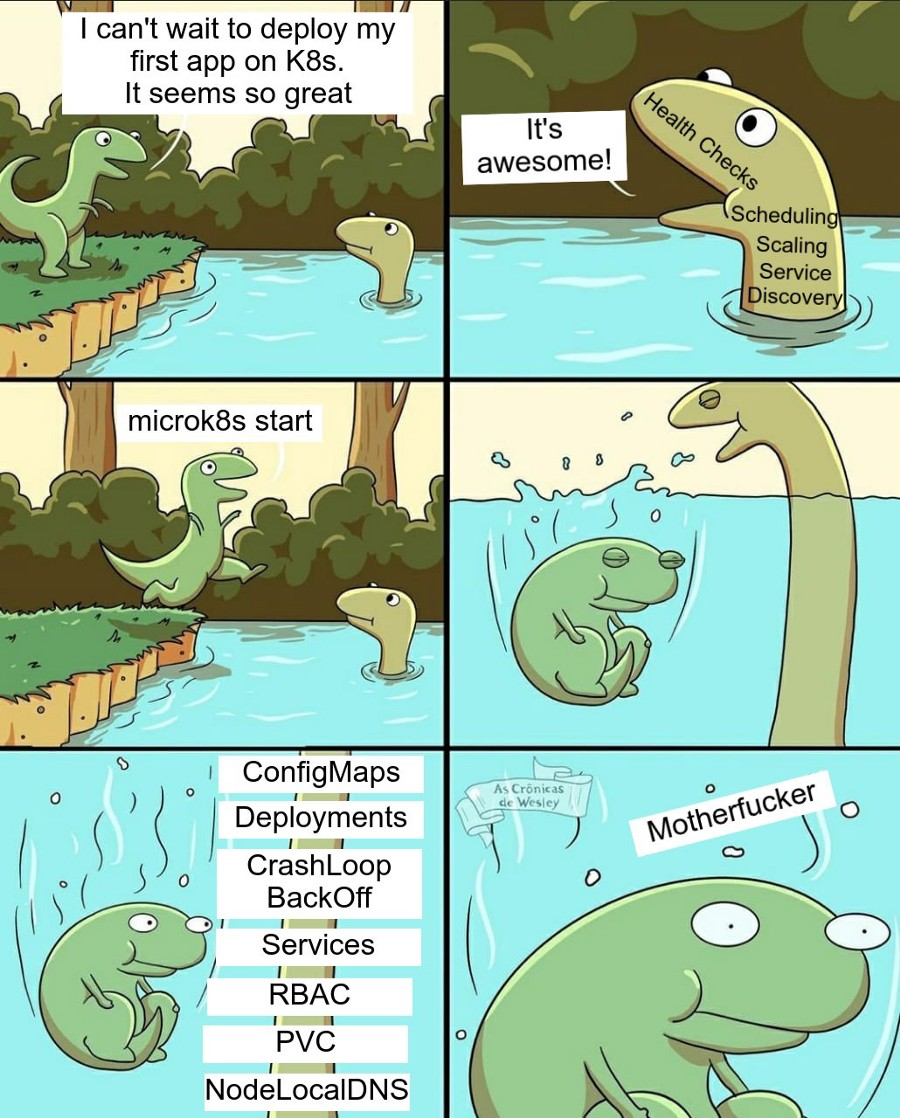 I can't wait to deploy my
first app on K8s.
It seems so great
It's
awesome!
Health Checks
Scheduling
Scaling
Service
Discovery
microk8s start
ConfigMaps
Deployments
CrashLoop
BackOff
Services
RBAC
PVC
NodeLocalDNS
As Crônicas
de Wesley
Motherfucker